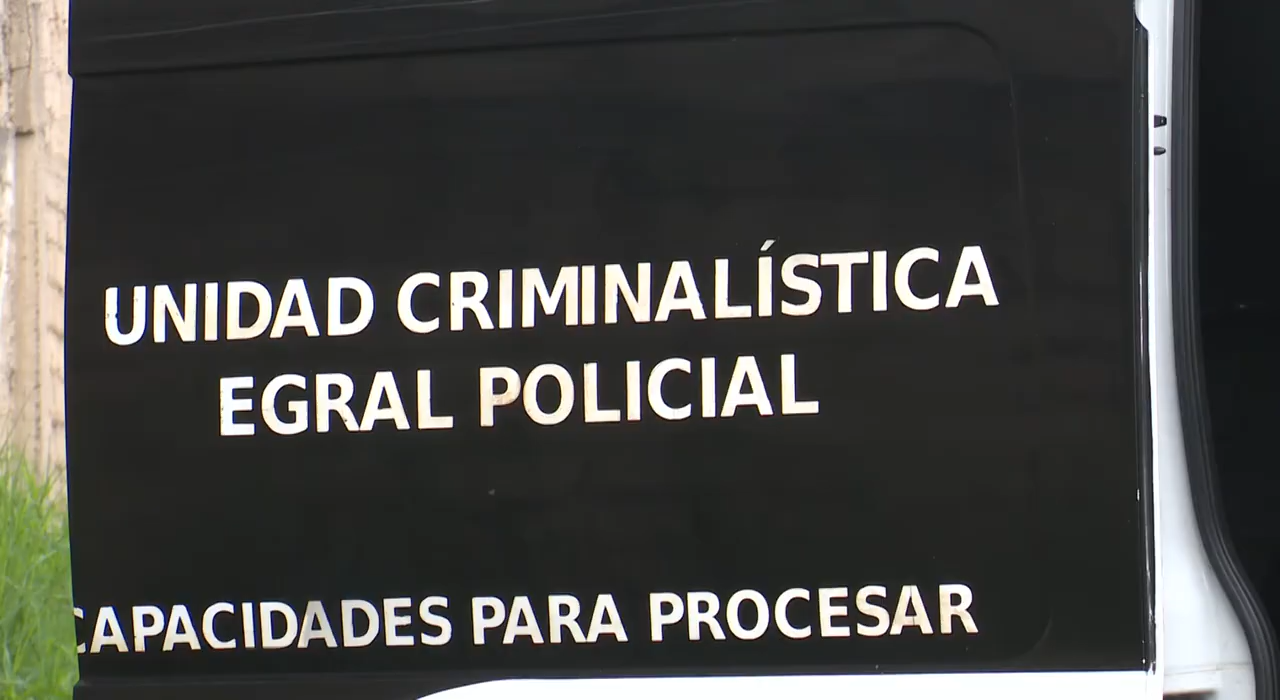 UNIDAD CRIMINALÍSTICA
EGRAL POLICIAL
CAPACIDADES PARA PROCESAR